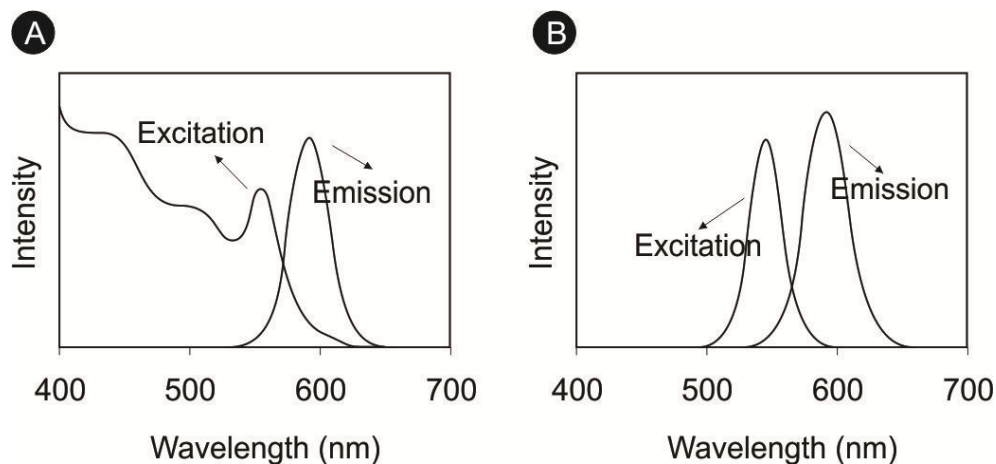 A
Intensity
Excitation
Emission
400 500 600 700
Wavelength (nm)
B
Intensity
Excitation
Emission
400 500 600 700
Wavelength (nm)